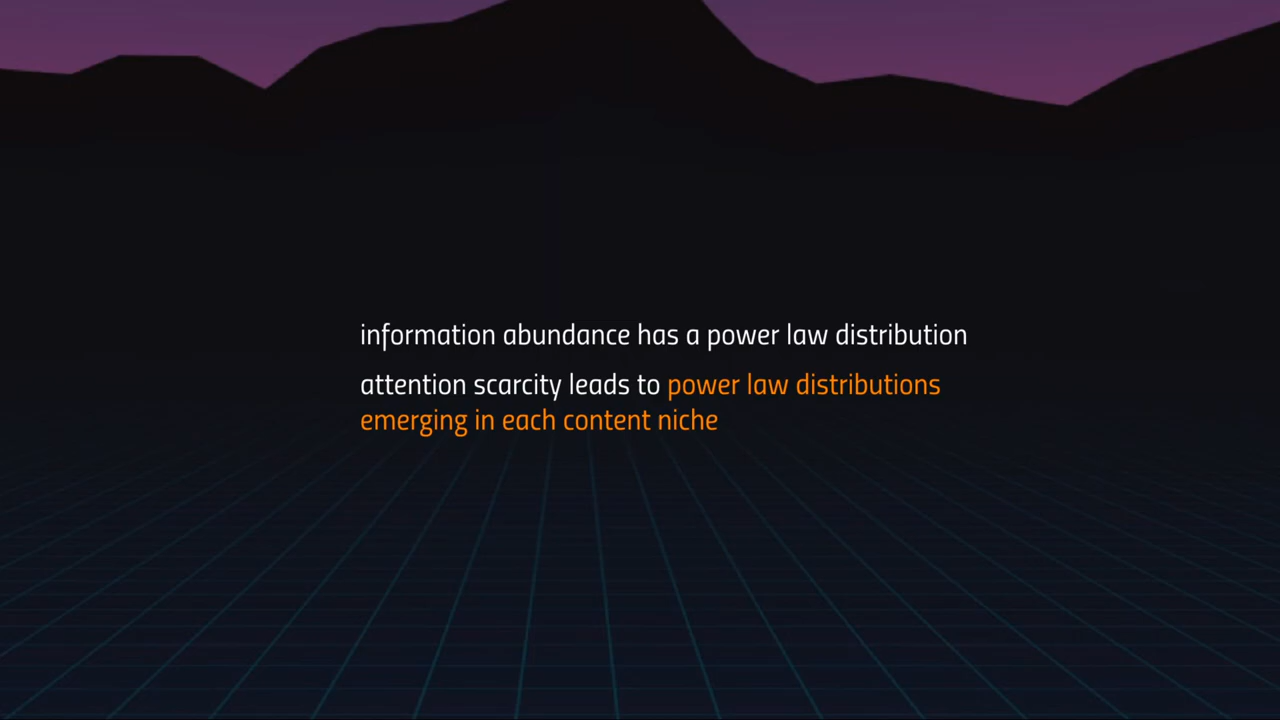 information abundance has a power law distribution
attention scarcity leads to power law distributions
emerging in each content niche